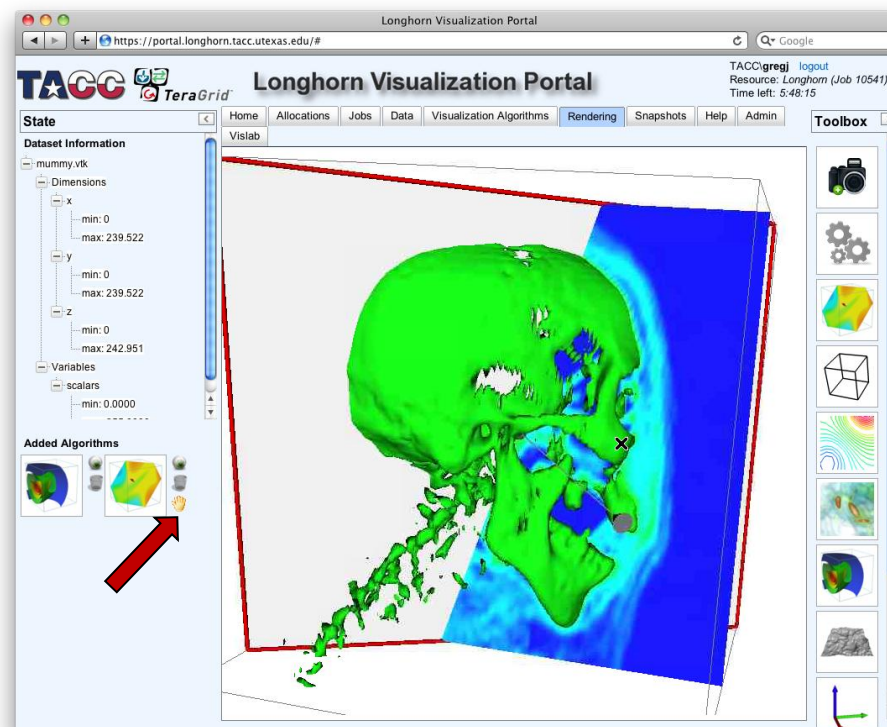 Longhorn Visualization Portal
https://portal.longhorn.tacc.utexas.edu/#
Google
TACC
TeraGrid
Longhorn Visualization Portal
TACC\gregj logout
Resource: Longhorn (Job 10541)
Time left: 5:48:15
State
Home Allocations Jobs Data Visualization Algorithms Rendering Snapshots Help Admin
Vislab
Toolbox
Dataset Information
mummy.vtk
Dimensions
x
min: 0
max: 239.522
y
min: 0
max: 239.522
z
min: 0
max: 242.951
Variables
scalars
min: 0.0000
Added Algorithms